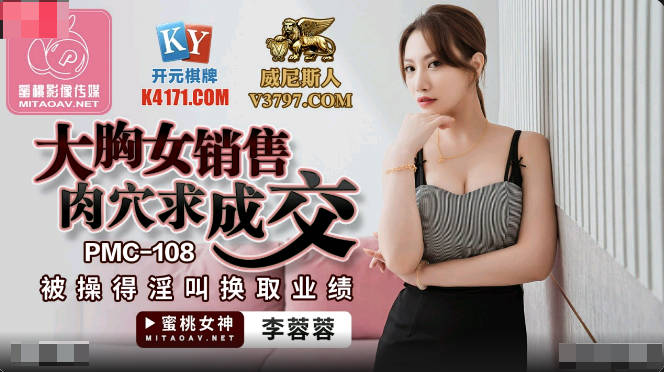 蜜桃影像传媒
MITAOAV.NET
KY
开元棋牌
K4171.COM
威尼斯人
V3797.COM
大胸女销售
肉穴求成交
PMC-108
被操得淫叫换取业绩
蜜桃女神
MITAOAV.NET
李蓉蓉